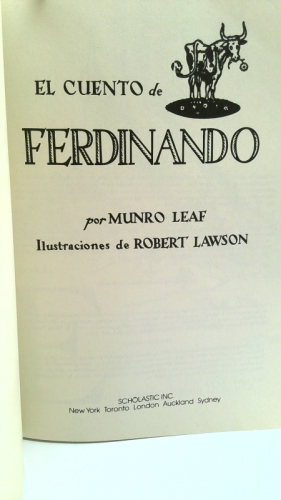 EL CUENTO de
FERDINANDO
por MUNRO LEAF
Ilustraciones de ROBERT LAWSON
SCHOLASTIC INC.
New York Toronto London Auckland Sydney